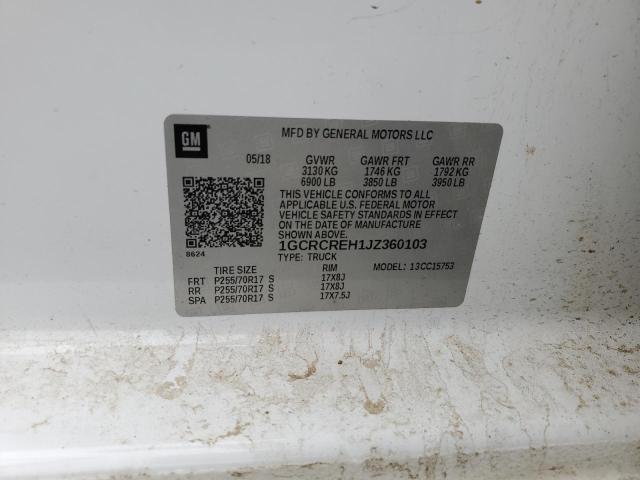 GM
MFD BY GENERAL MOTORS LLC
05/18 GVWR GAWR FRT GAWR RR
3130 KG 1746 KG 1792 KG
6900 LB 3850 LB 3950 LB
THIS VEHICLE CONFORMS TO ALL
APPLICABLE U.S. FEDERAL MOTOR
VEHICLE SAFETY STANDARDS IN EFFECT
ON THE DATE OF MANUFACTURE
SHOWN ABOVE.
8624
1GCRCREH1JZ360103
TYPE: TRUCK MODEL: 13CC15753
TIRE SIZE RIM
FRT P255/70R17 S 17X8J
RR P255/70R17 S 17X8J
SPA P255/70R17 S 17X7.5J